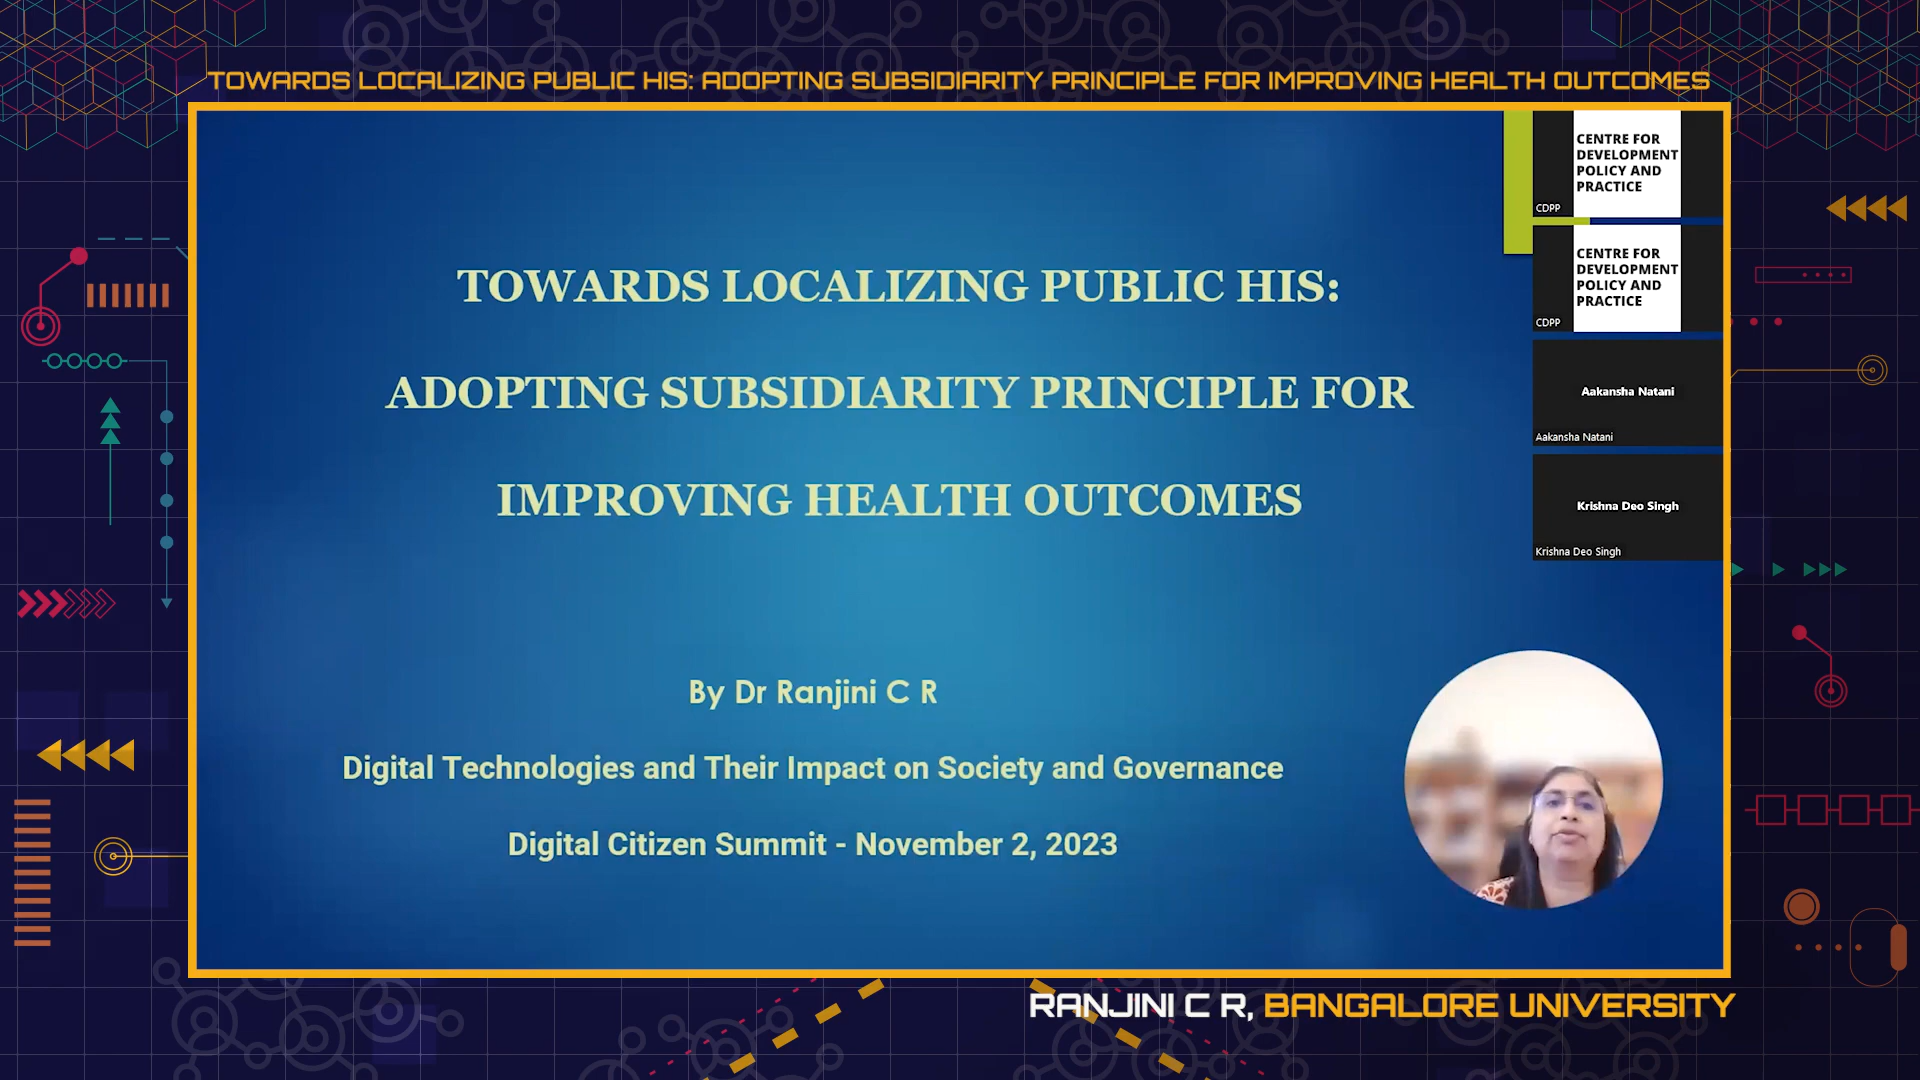 TOWARDS LOCALIZING PUBLIC HIS: ADOPTING SUBSIDIARITY PRINCIPLE FOR IMPROVING HEALTH OUTCOMES
TOWARDS LOCALIZING PUBLIC HIS:
ADOPTING SUBSIDIARITY PRINCIPLE FOR
IMPROVING HEALTH OUTCOMES
By Dr Ranjini C R
Digital Technologies and Their Impact on Society and Governance
Digital Citizen Summit - November 2, 2023
CENTRE FOR
DEVELOPMENT
POLICY AND
PRACTICE
CDPP
CENTRE FOR
DEVELOPMENT
POLICY AND
PRACTICE
CDPP
Aakansha Natani
Aakansha Natani
Krishna Deo Singh
Krishna Deo Singh
RANJINI C R, BANGALORE UNIVERSITY